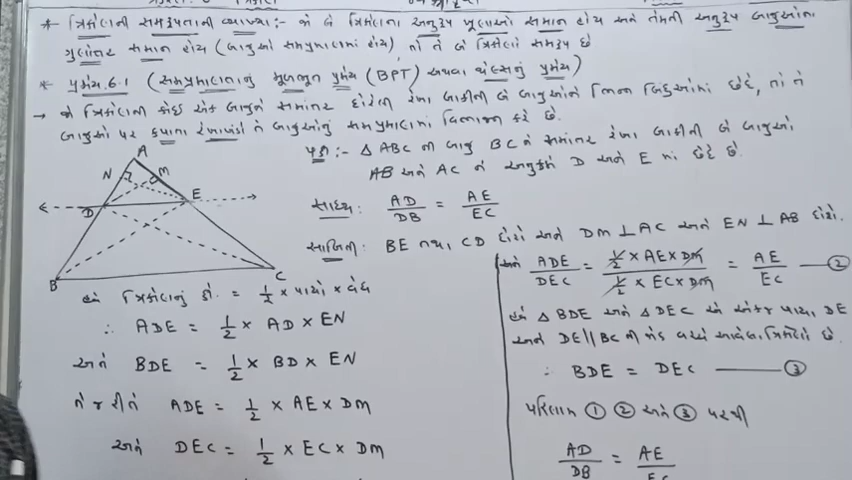 * ત્રિકોણની સમરૂપતાની વ્યાખ્યા:- જો બે ત્રિકોણના અનુરૂપ ખૂણાઓ સમાન હોય અને તેમની અનુરૂપ બાજુઓના
ગુણોત્તર સમાન હોય (બાજુઓ સમપ્રમાણમાં હોય) તો તે બે ત્રિકોણો સમરૂપ છે
* પ્રમેય 6.1 (સમપ્રમાણતાનું મૂળભૂત પ્રમેય (BPT) અથવા થેલ્સનું પ્રમેય)
→ જો ત્રિકોણની કોઈ એક બાજુને સમાંતર દોરેલી રેખા બાકીની બે બાજુઓને ભિન્ન બિંદુઓમાં છેદે, તો તે
બાજુઓ પર કપાતા રેખાખંડો તે બાજુઓનું સમપ્રમાણમાં વિભાજન કરે છે.
પક્ષ :- △ ABC ની બાજુ BC ને સમાંતર રેખા બાકીની બે બાજુઓ
AB અને AC ને અનુક્રમે D અને E માં છેદે છે.
સાધ્ય: AD/DB = AE/EC
સાબિતી: BE તથા CD દોરો અને DM ⊥ AC અને EN ⊥ AB દોરો.
A
N
M
D
E
B
C
ત્રિકોણનું ક્ષે. = 1/2 × પાયો × વેધ
∴ ADE = 1/2 × AD × EN
અને BDE = 1/2 × BD × EN
તે જ રીતે ADE = 1/2 × AE × DM
અને DEC = 1/2 × EC × DM
અને ADE/DEC = 1/2 × AE × DM / 1/2 × EC × DM = AE/EC — ②
△ BDE અને △ DEC એ એક જ પાયા DE
અને DE || BC ની જોડ વચ્ચે આવેલા ત્રિકોણો છે.
∴ BDE = DEC — ③
પરિણામ ① ② અને ③ પરથી
AD/DB = AE/EC